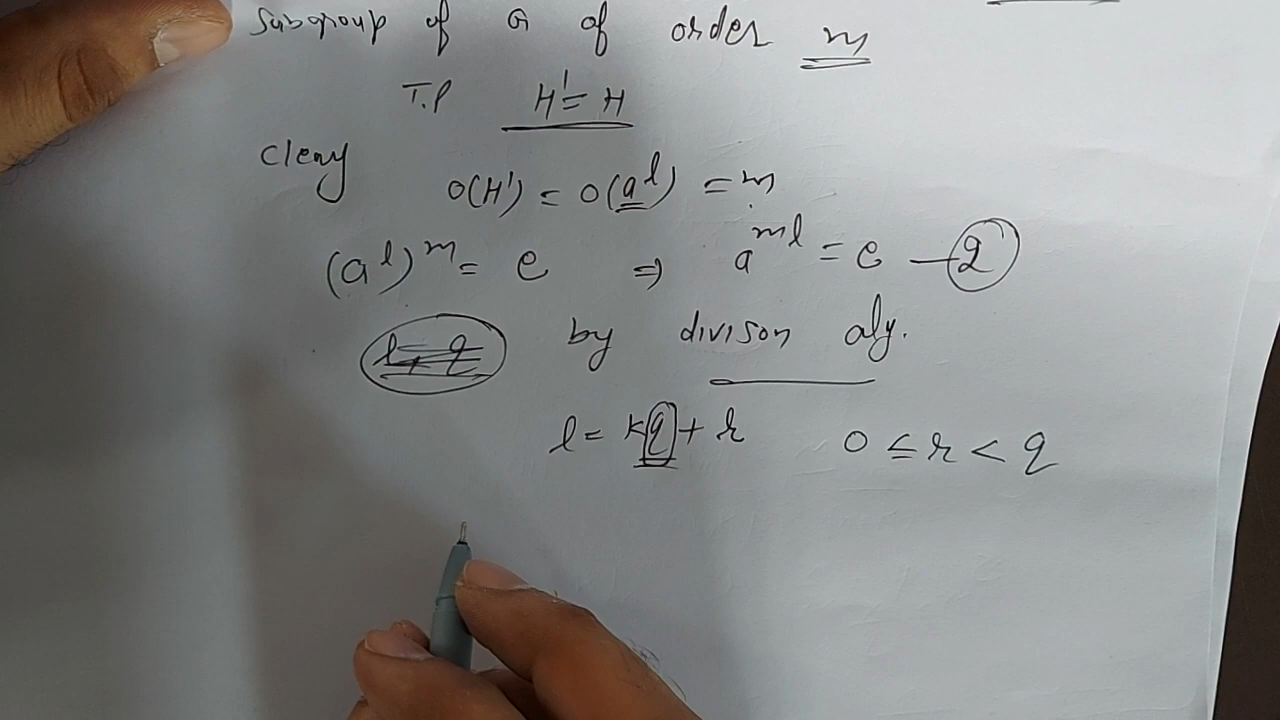 Subgroup of G of order m
T.P H' = H
Clearly
O(H') = O(a^l) = m
(a^l)^m = e ⇒ a^{ml} = e — 2
by divison alg.
l = kq + r 0 ≤ r < q